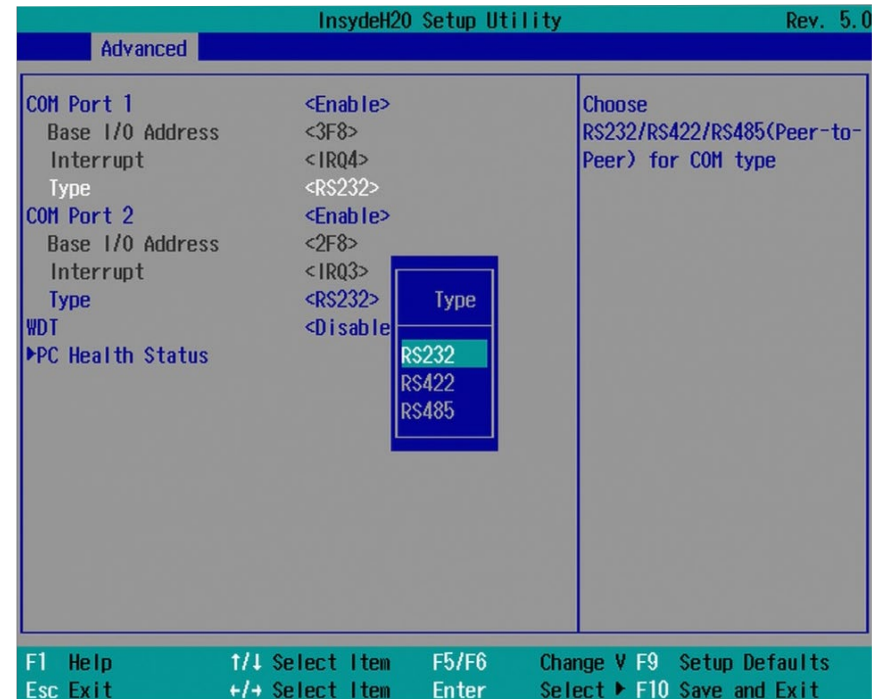 InsydeH20 Setup Utility Rev. 5.0
Advanced
COM Port 1 <Enable>
Base I/O Address <3F8>
Interrupt <IRQ4>
Type <RS232>
COM Port 2 <Enable>
Base I/O Address <2F8>
Interrupt <IRQ3>
Type <RS232>
WDT <Disable
▶PC Health Status
Type
RS232
RS422
RS485
Choose
RS232/RS422/RS485(Peer-to-
Peer) for COM type
F1 Help ↑/↓ Select Item F5/F6 Change V F9 Setup Defaults
Esc Exit ←/→ Select Item Enter Select ▶ F10 Save and Exit